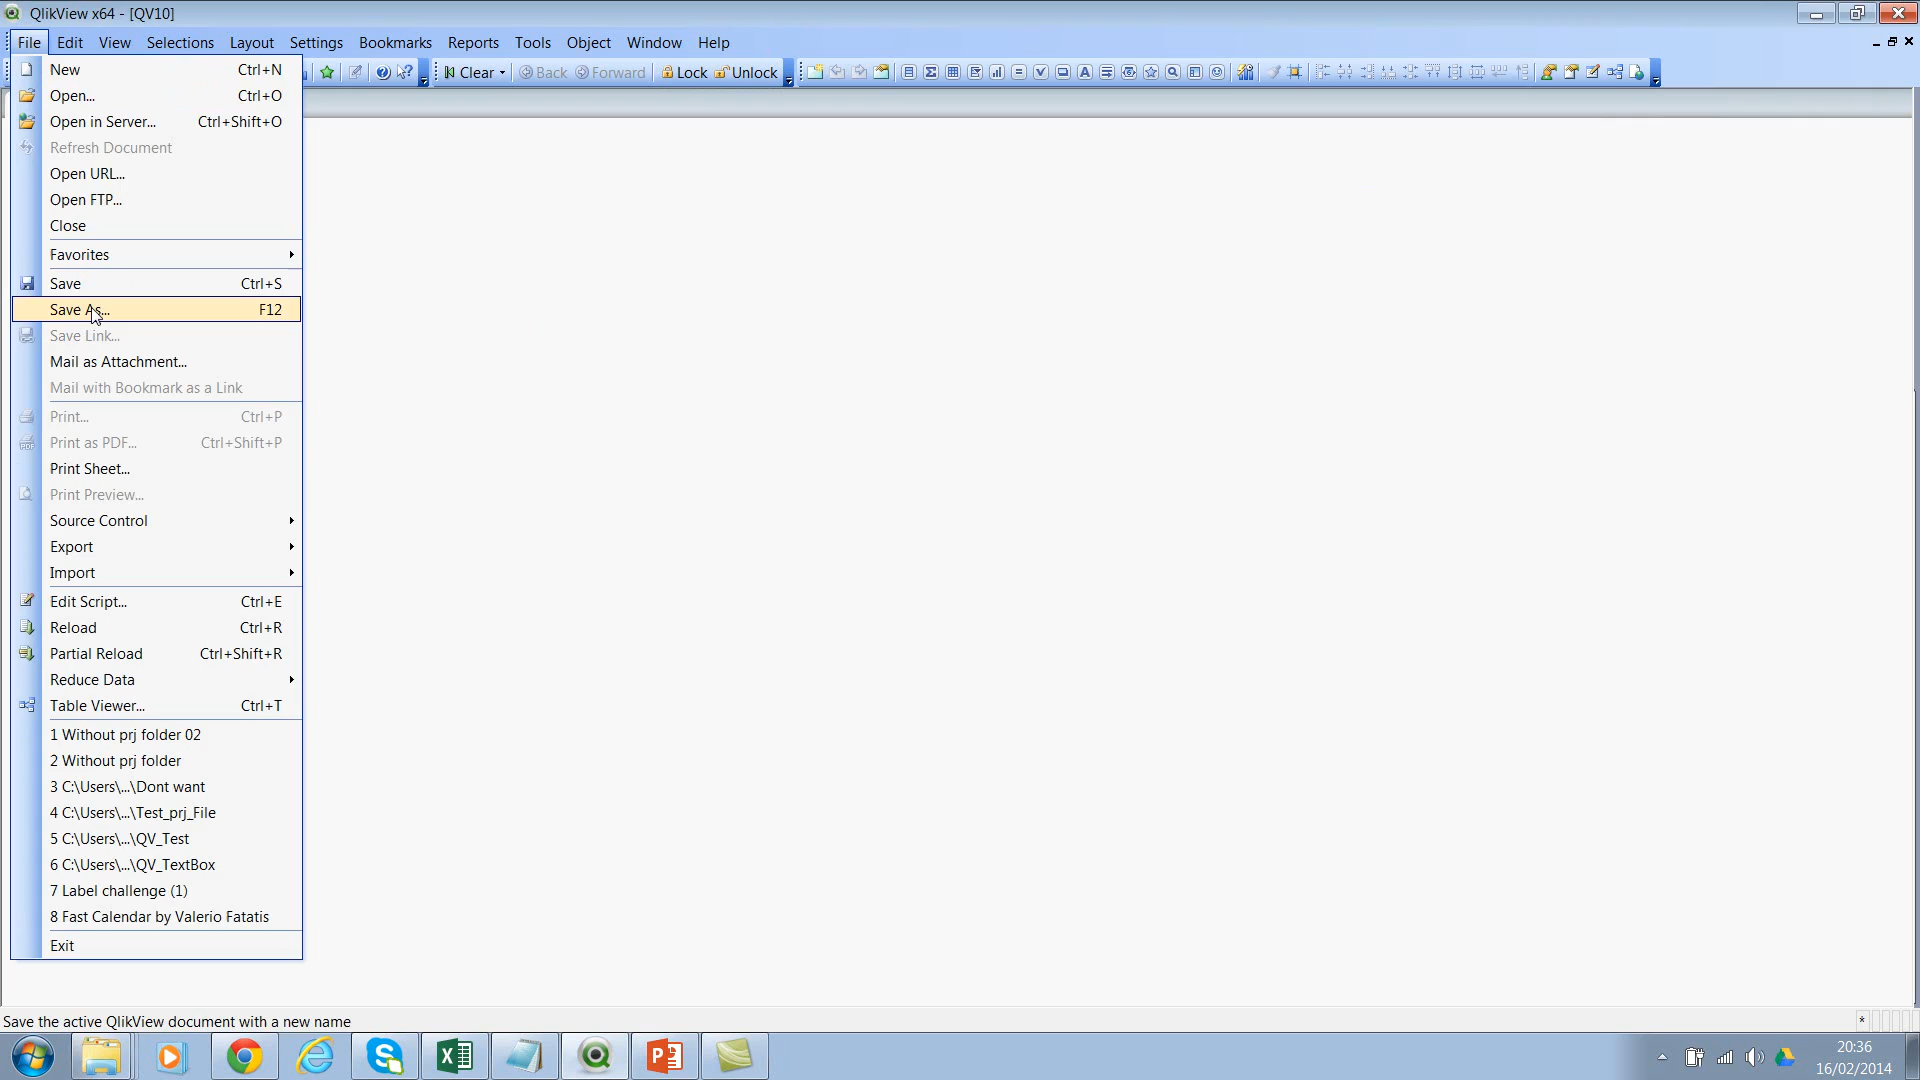 QlikView x64 - [QV10]
File Edit View Selections Layout Settings Bookmarks Reports Tools Object Window Help
Clear Back Forward Lock Unlock
New Ctrl+N
Open... Ctrl+O
Open in Server... Ctrl+Shift+O
Refresh Document
Open URL...
Open FTP...
Close
Favorites
Save Ctrl+S
Save As... F12
Save Link...
Mail as Attachment...
Mail with Bookmark as a Link
Print... Ctrl+P
Print as PDF... Ctrl+Shift+P
Print Sheet...
Print Preview...
Source Control
Export
Import
Edit Script... Ctrl+E
Reload Ctrl+R
Partial Reload Ctrl+Shift+R
Reduce Data
Table Viewer... Ctrl+T
1 Without prj folder 02
2 Without prj folder
3 C:\Users\...\Dont want
4 C:\Users\...\Test_prj_File
5 C:\Users\...\QV_Test
6 C:\Users\...\QV_TextBox
7 Label challenge (1)
8 Fast Calendar by Valerio Fatatis
Exit
Save the active QlikView document with a new name
20:36
16/02/2014